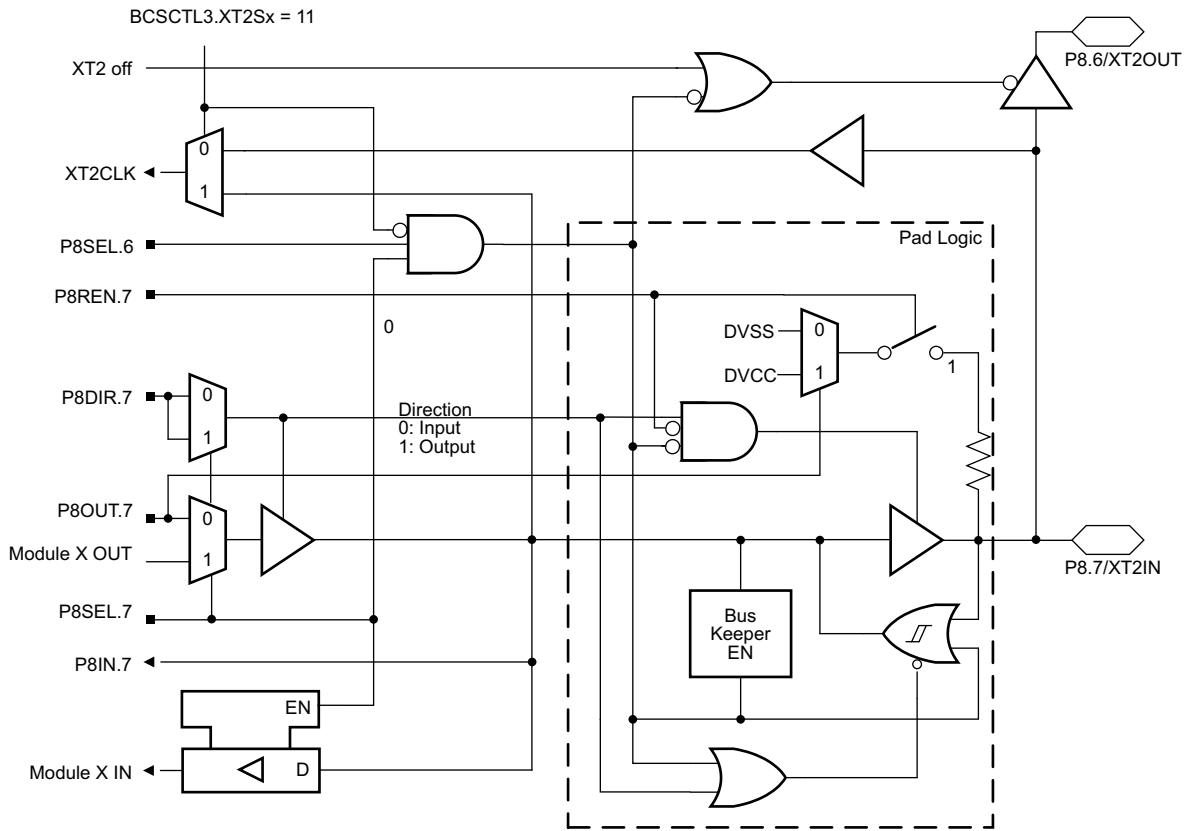 BCSCTL3.XT2Sx = 11
P8.6/XT2OUT
XT2 off
0
XT2CLK
1
P8SEL.6
Pad Logic
P8REN.7
0
DVSS
0
DVCC
1
1
P8DIR.7
0
1
Direction
0: Input
1: Output
P8OUT.7
0
Module X OUT
1
P8.7/XT2IN
P8SEL.7
Bus
Keeper
EN
P8IN.7
EN
Module X IN
D